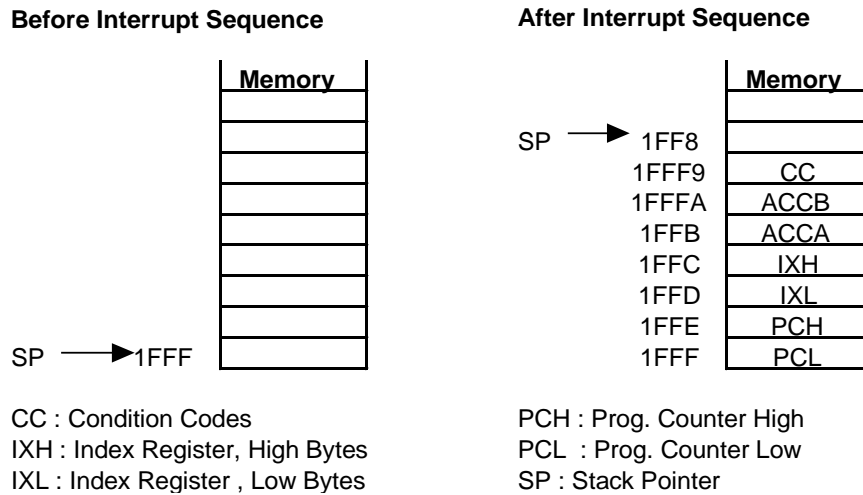 Before Interrupt Sequence
Memory
SP 1FFF
CC : Condition Codes
IXH : Index Register, High Bytes
IXL : Index Register , Low Bytes
After Interrupt Sequence
Memory
SP 1FF8
1FFF9 CC
1FFFA ACCB
1FFB ACCA
1FFC IXH
1FFD IXL
1FFE PCH
1FFF PCL
PCH : Prog. Counter High
PCL : Prog. Counter Low
SP : Stack Pointer